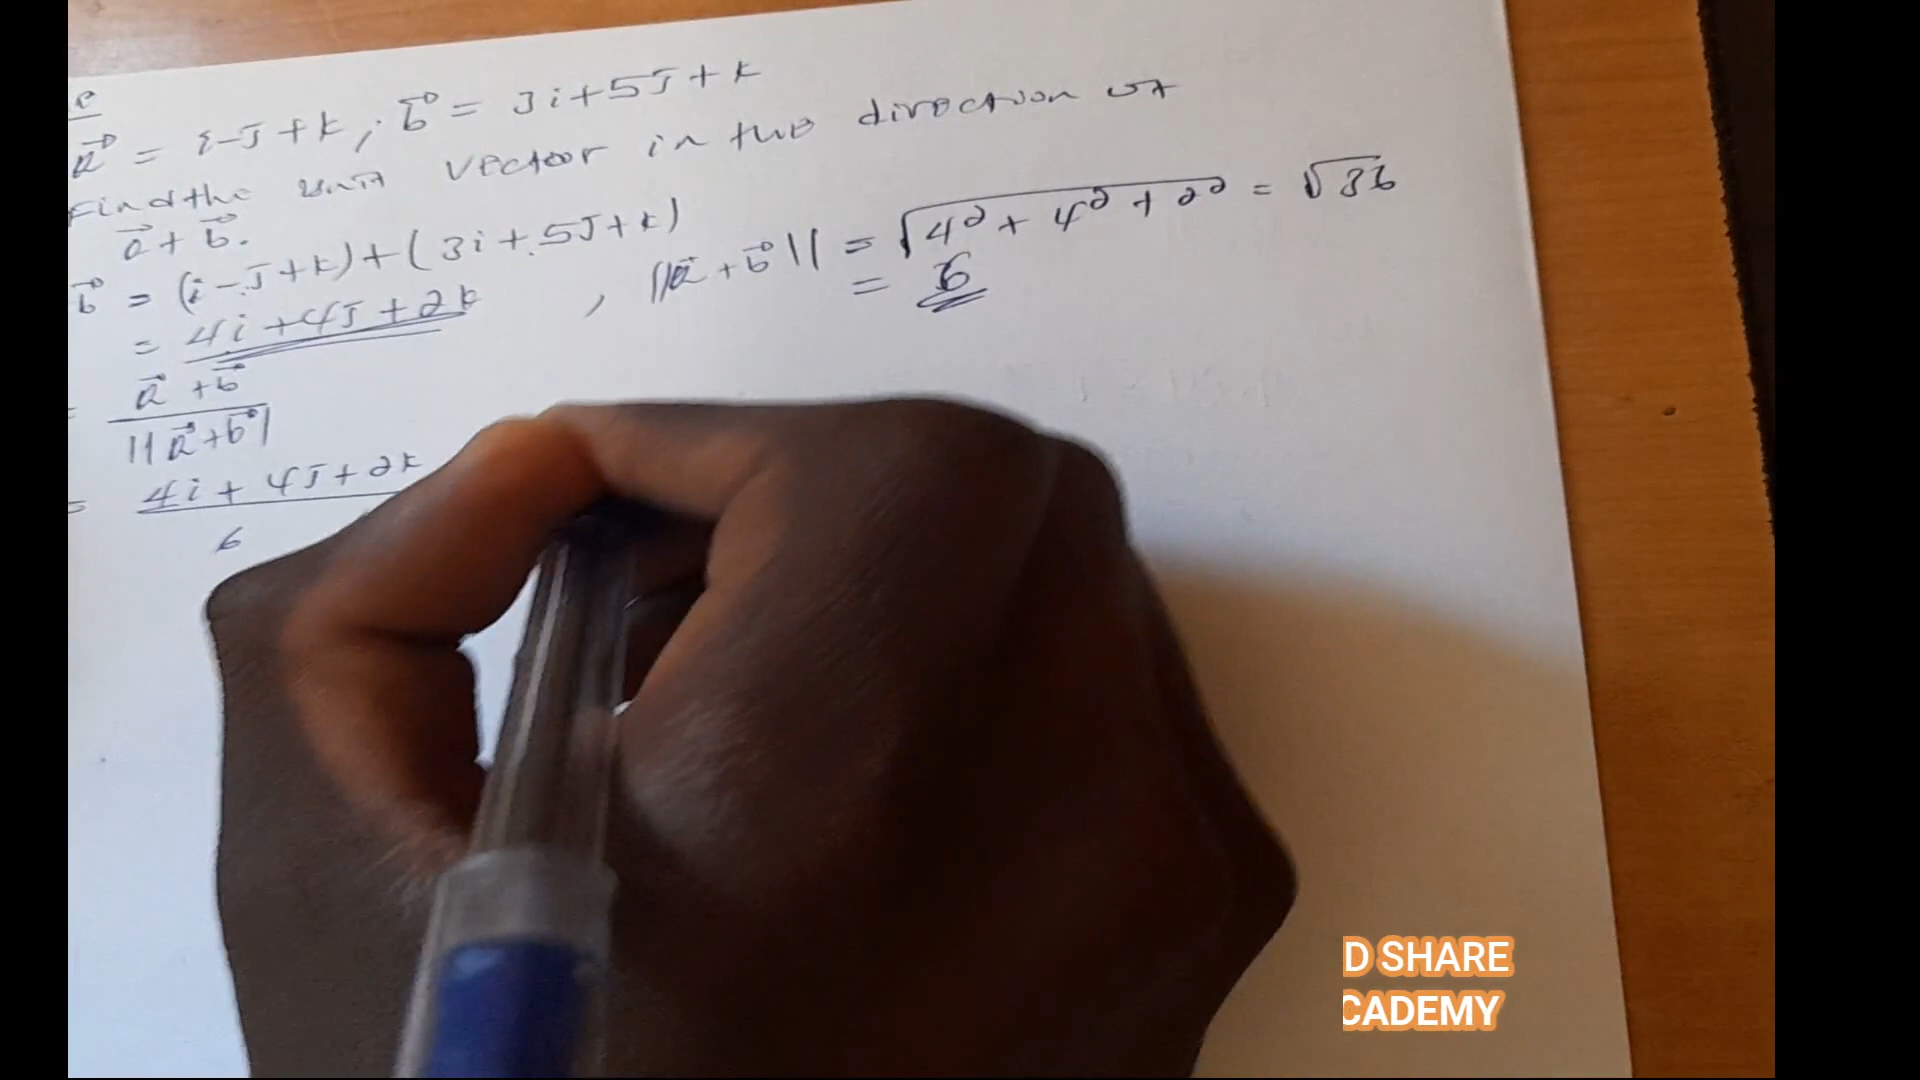 e
a⃗ = i-J+k, b⃗ = 3i+5J+k
Find the unit vector in the direction of
a⃗ + b⃗.
b⃗ = (i-J+k)+(3i+5J+k)
= 4i+4J+2k , ||a⃗+b⃗|| = √4²+4²+2² = √36
= 6
= a⃗+b⃗
||a⃗+b⃗|
= 4i+4J+2k
6
D SHARE
CADEMY